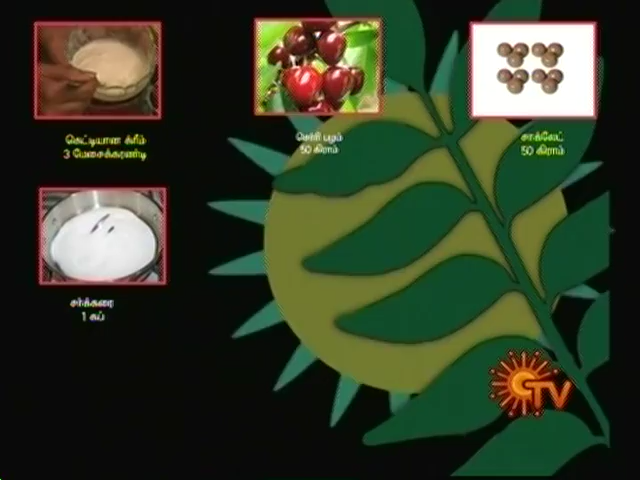 கெட்டியான க்ரீம்
3 மேசைக்கரண்டி
செர்ரி பழம்
50 கிராம்
சாக்லேட்
50 கிராம்
சர்க்கரை
1 கப்
TV